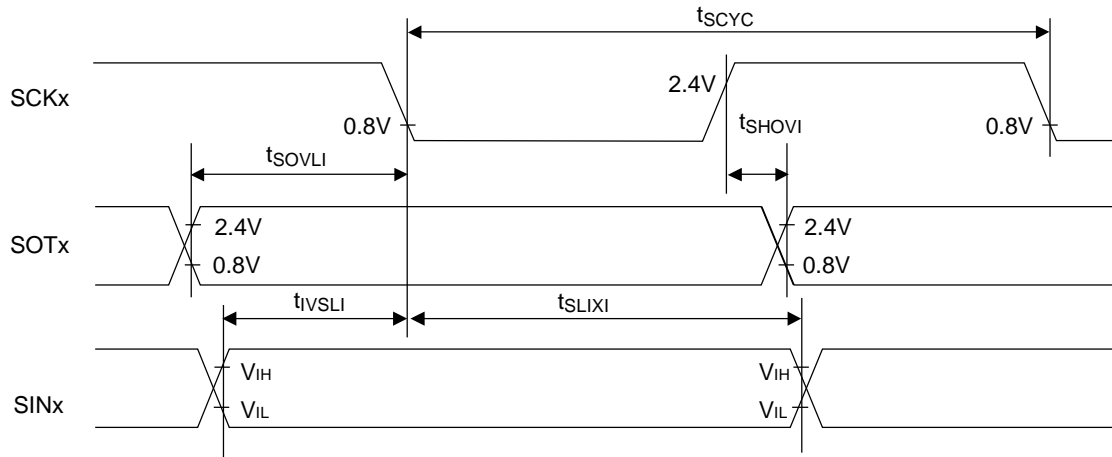 tSCYC
SCKx
2.4V
0.8V
tSHOVI
0.8V
tSOVLI
SOTx
2.4V
0.8V
2.4V
0.8V
tIVSLI
tSLIXI
SINx
VIH
VIL
VIH
VIL